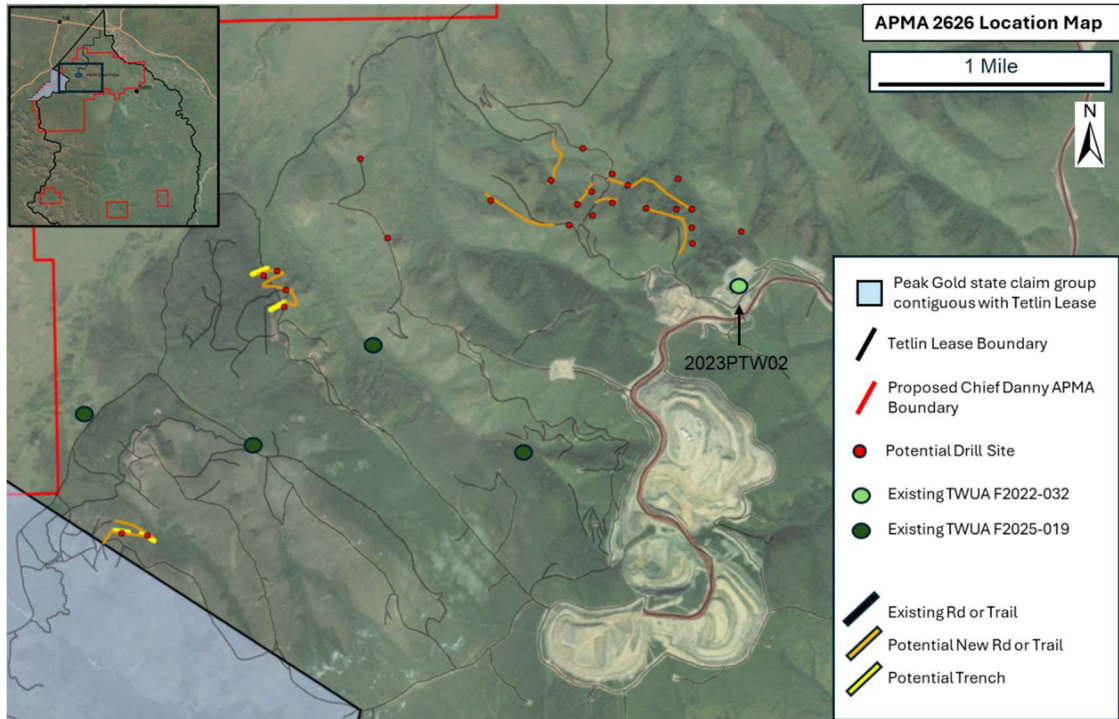 APMA 2626 Location Map
1 Mile
N
2023PTW02
Peak Gold state claim group
contiguous with Tetlin Lease
Tetlin Lease Boundary
Proposed Chief Danny APMA
Boundary
Potential Drill Site
Existing TWUA F2022-032
Existing TWUA F2025-019
Existing Rd or Trail
Potential New Rd or Trail
Potential Trench